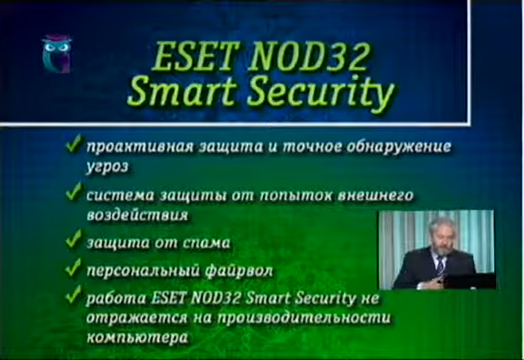 ESET NOD32
Smart Security
проактивная защита и точное обнаружение
угроз
система защиты от попыток внешнего
воздействия
защита от спама
персональный файрвол
работа ESET NOD32 Smart Security не
отражается на производительности
компьютера